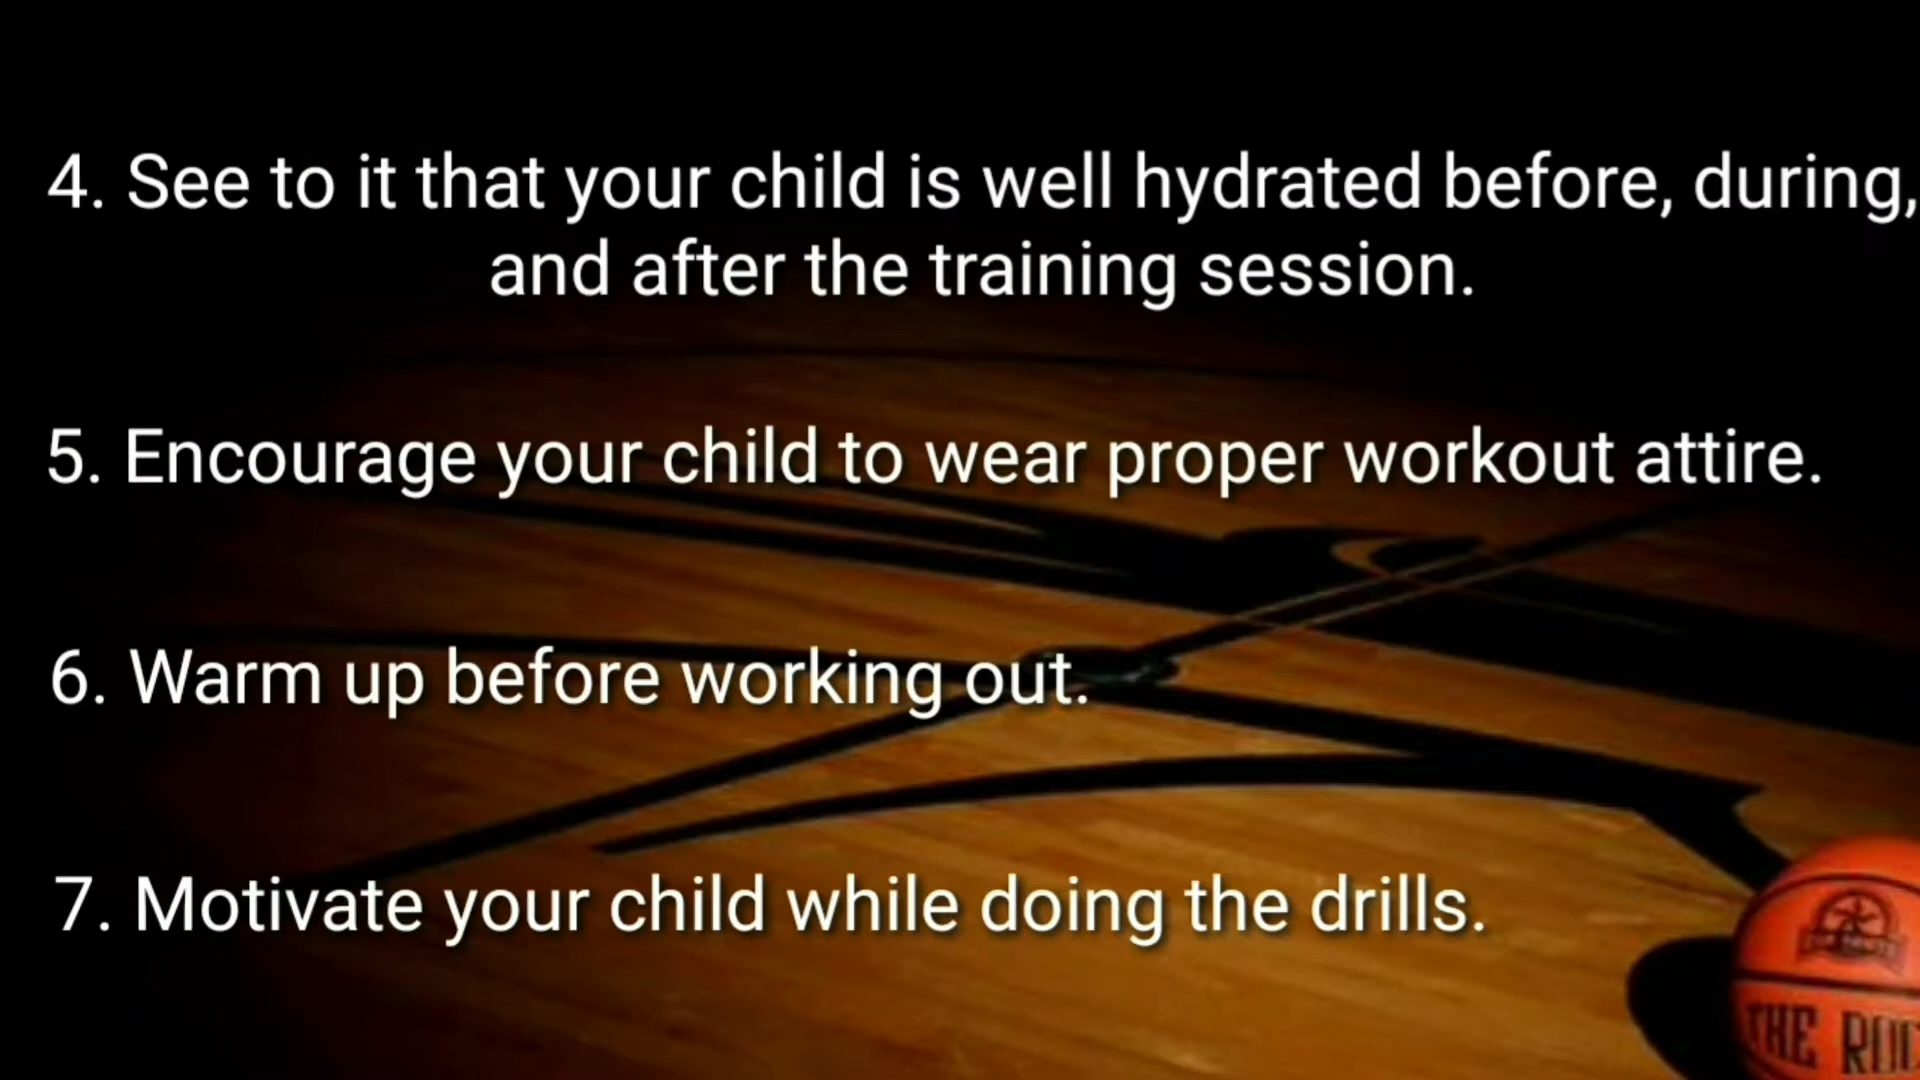 4. See to it that your child is well hydrated before, during,
and after the training session.
5. Encourage your child to wear proper workout attire.
6. Warm up before working out.
7. Motivate your child while doing the drills.
THE